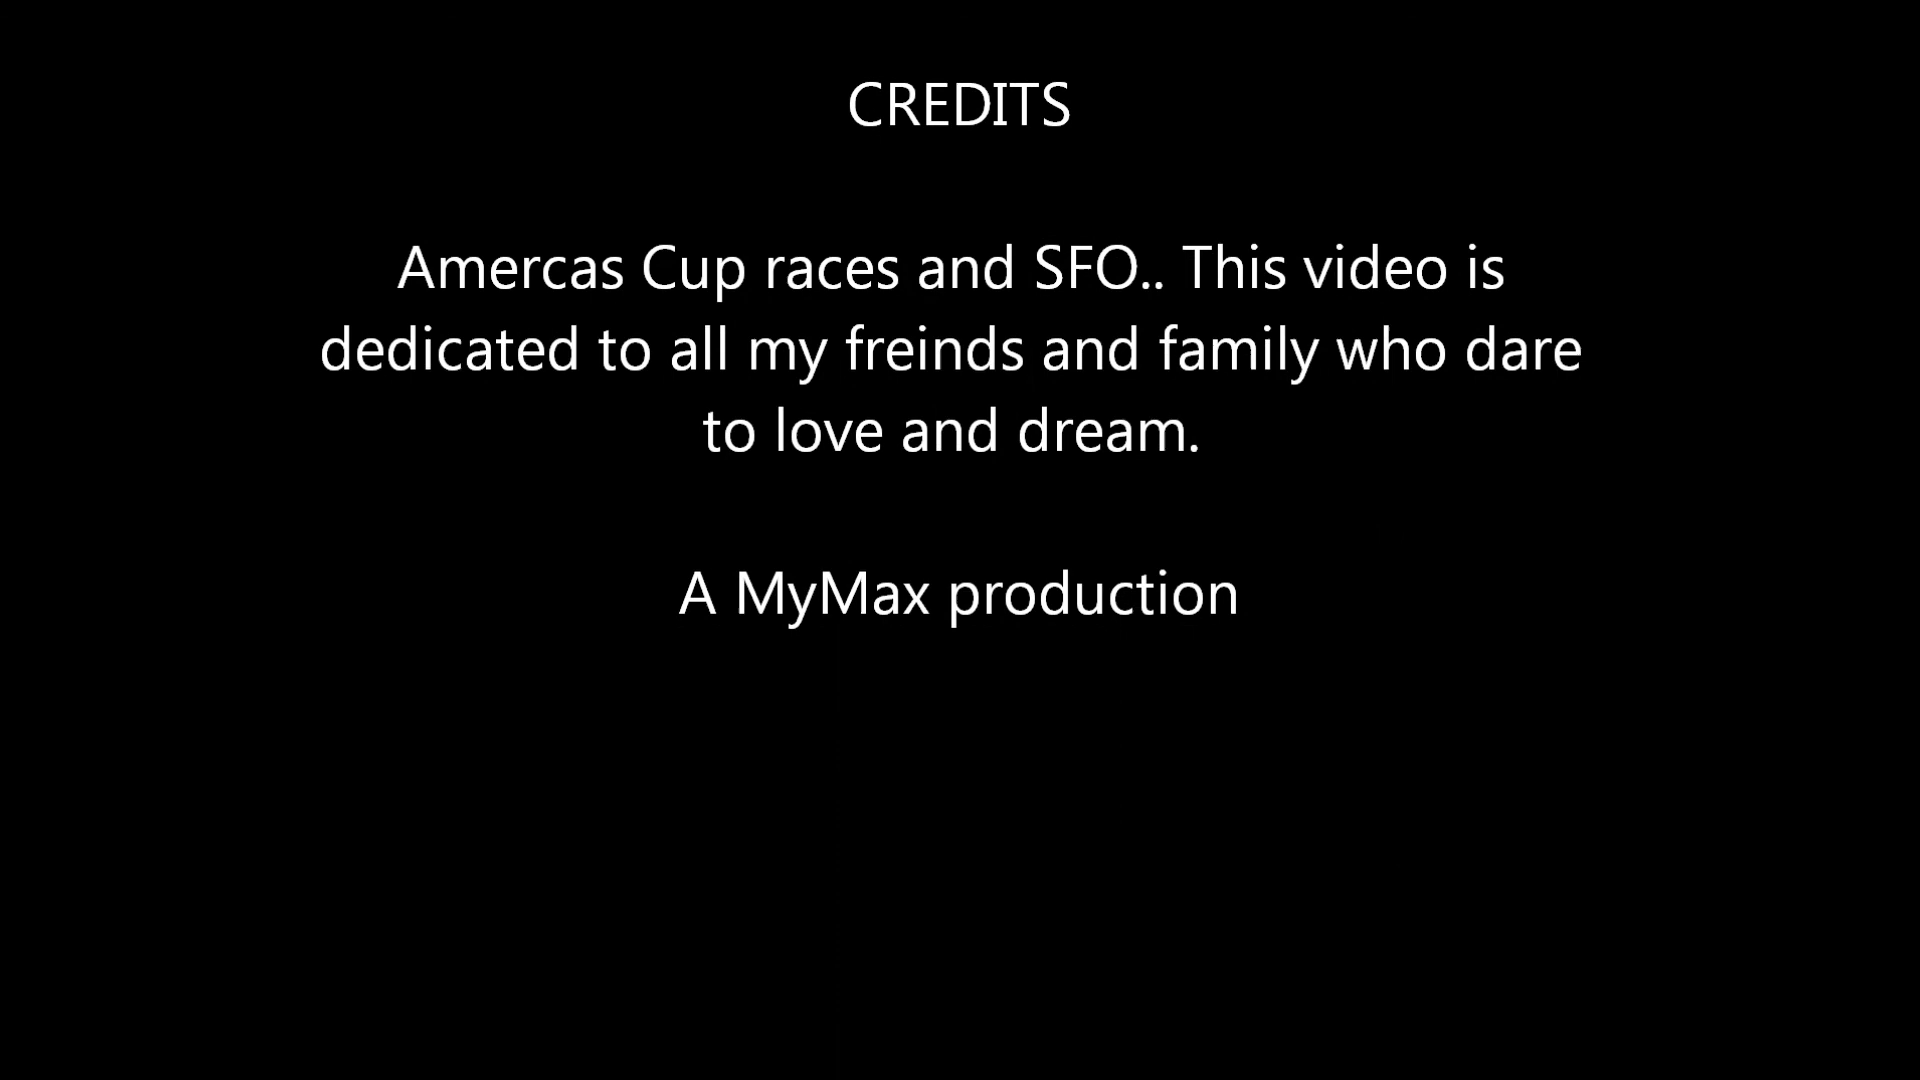 CREDITS
Amercas Cup races and SFO.. This video is
dedicated to all my freinds and family who dare
to love and dream.
A MyMax production